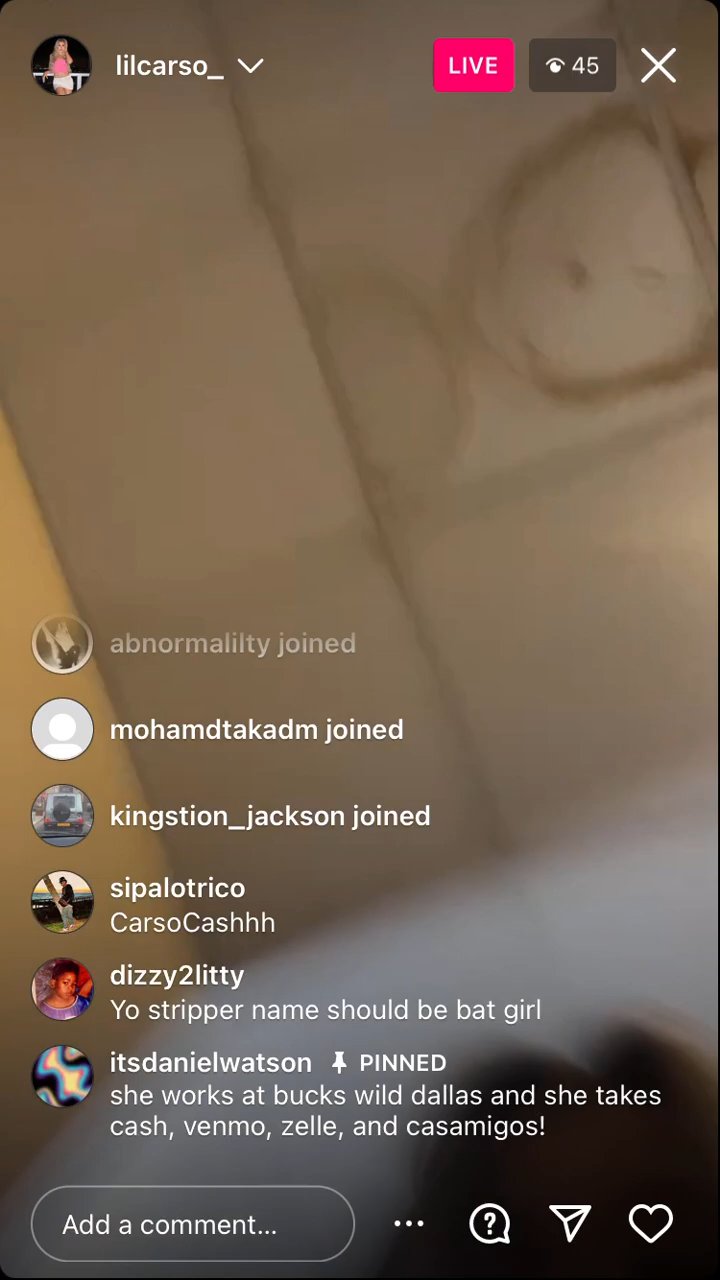 lilcarso_
LIVE
45
abnormalilty joined
mohamdtakadm joined
kingstion_jackson joined
sipalotrico
CarsoCashhh
dizzy2litty
Yo stripper name should be bat girl
itsdanielwatson PINNED
she works at bucks wild dallas and she takes
cash, venmo, zelle, and casamigos!
Add a comment...